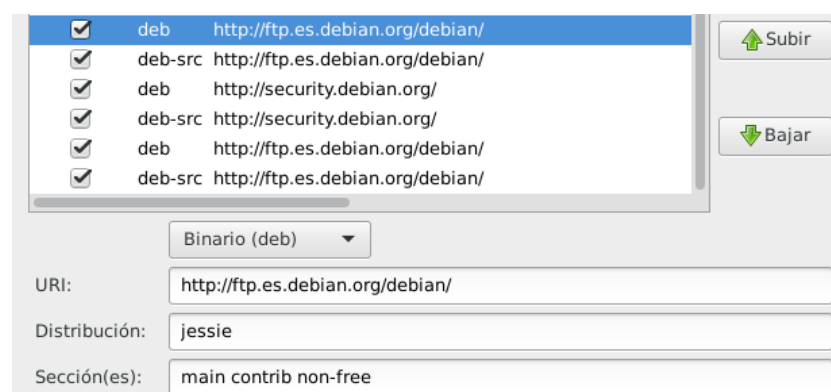 deb http://ftp.es.debian.org/debian/
Subir
deb-src http://ftp.es.debian.org/debian/
deb http://security.debian.org/
deb-src http://security.debian.org/
deb http://ftp.es.debian.org/debian/
Bajar
deb-src http://ftp.es.debian.org/debian/
Binario (deb)
URI: http://ftp.es.debian.org/debian/
Distribución: jessie
Sección(es): main contrib non-free